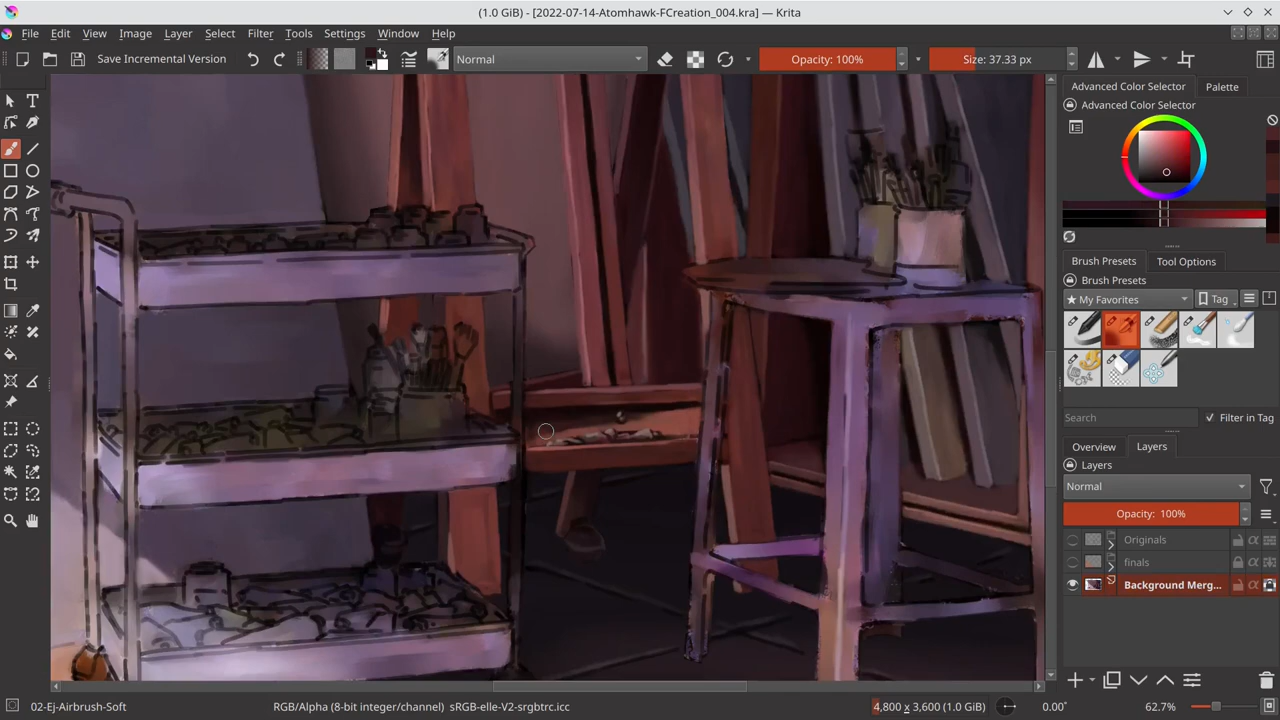 (1.0 GiB) - [2022-07-14-Atomhawk-FCreation_004.kra] — Krita
File Edit View Image Layer Select Filter Tools Settings Window Help
Save Incremental Version Normal Opacity: 100% Size: 37.33 px
Advanced Color Selector Palette
Advanced Color Selector
Brush Presets Tool Options
Brush Presets
★ My Favorites Tag
Search Filter in Tag
Overview Layers
Layers
Normal
Opacity: 100%
Originals
finals
Background Merg...
02-Ej-Airbrush-Soft RGB/Alpha (8-bit integer/channel) sRGB-elle-V2-srgbtrc.icc 4,800 x 3,600 (1.0 GiB) 0.00° 62.7%